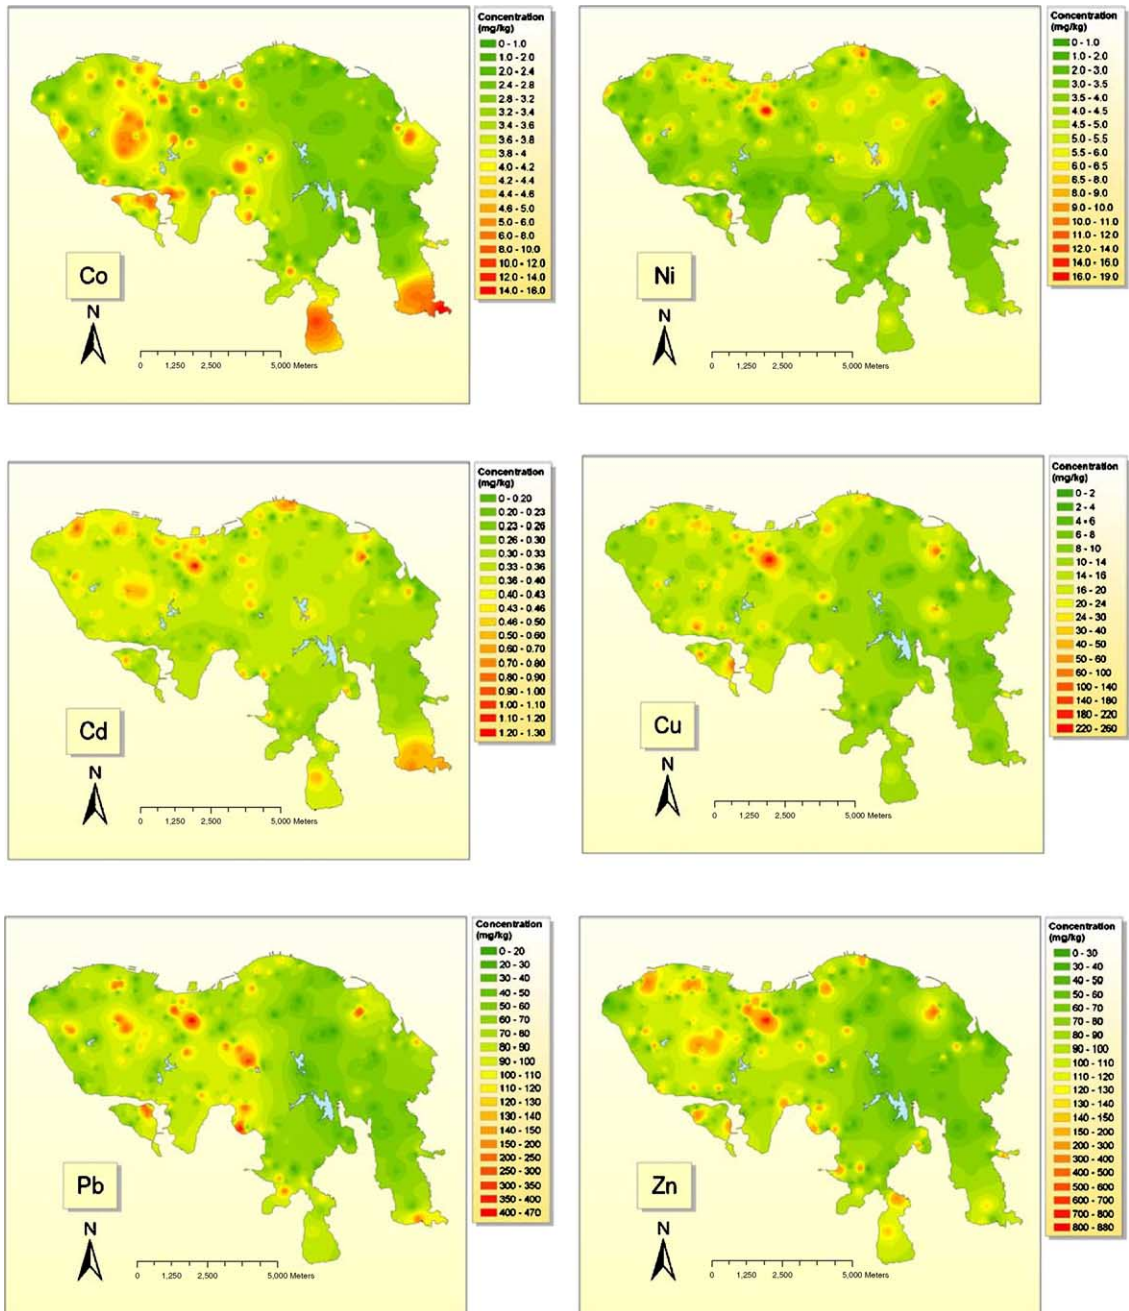 Concentration
(mg/kg)
0 - 1.0
1.0 - 2.0
2.0 - 2.4
2.4 - 2.8
2.8 - 3.2
3.2 - 3.4
3.4 - 3.6
3.6 - 3.8
3.8 - 4
4.0 - 4.2
4.2 - 4.4
4.4 - 4.6
4.6 - 5.0
5.0 - 6.0
6.0 - 8.0
8.0 - 10.0
10.0 - 12.0
12.0 - 14.0
14.0 - 16.0
Co
N
0 1,250 2,500 5,000 Meters
Concentration
(mg/kg)
0 - 1.0
1.0 - 2.0
2.0 - 3.0
3.0 - 3.5
3.5 - 4.0
4.0 - 4.5
4.5 - 5.0
5.0 - 5.5
5.5 - 6.0
6.0 - 6.5
6.5 - 8.0
8.0 - 9.0
9.0 - 10.0
10.0 - 11.0
11.0 - 12.0
12.0 - 14.0
14.0 - 16.0
16.0 - 19.0
Ni
N
0 1,250 2,500 5,000 Meters
Concentration
(mg/kg)
0 - 0.20
0.20 - 0.23
0.23 - 0.26
0.26 - 0.30
0.30 - 0.33
0.33 - 0.36
0.36 - 0.40
0.40 - 0.43
0.43 - 0.46
0.46 - 0.50
0.50 - 0.60
0.60 - 0.70
0.70 - 0.80
0.80 - 0.90
0.90 - 1.00
1.00 - 1.10
1.10 - 1.20
1.20 - 1.30
Cd
N
0 1,250 2,500 5,000 Meters
Concentration
(mg/kg)
0 - 2
2 - 4
4 - 6
6 - 8
8 - 10
10 - 14
14 - 16
16 - 20
20 - 24
24 - 30
30 - 40
40 - 50
50 - 60
60 - 100
100 - 140
140 - 180
180 - 220
220 - 260
Cu
N
0 1,250 2,500 5,000 Meters
Concentration
(mg/kg)
0 - 20
20 - 30
30 - 40
40 - 50
50 - 60
60 - 70
70 - 80
80 - 90
90 - 100
100 - 110
110 - 120
120 - 130
130 - 140
140 - 150
150 - 200
200 - 250
250 - 300
300 - 350
350 - 400
400 - 470
Pb
N
0 1,250 2,500 5,000 Meters
Concentration
(mg/kg)
0 - 30
30 - 40
40 - 50
50 - 60
60 - 70
70 - 80
80 - 90
90 - 100
100 - 110
110 - 120
120 - 130
130 - 140
140 - 150
150 - 200
200 - 300
300 - 400
400 - 500
500 - 600
600 - 700
700 - 800
800 - 880
Zn
N
0 1,250 2,500 5,000 Meters